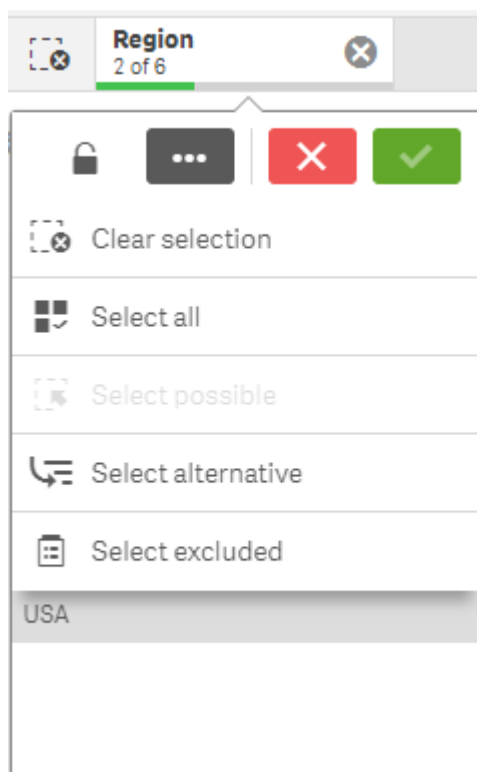 Region
2 of 6
Clear selection
Select all
Select possible
Select alternative
Select excluded
USA